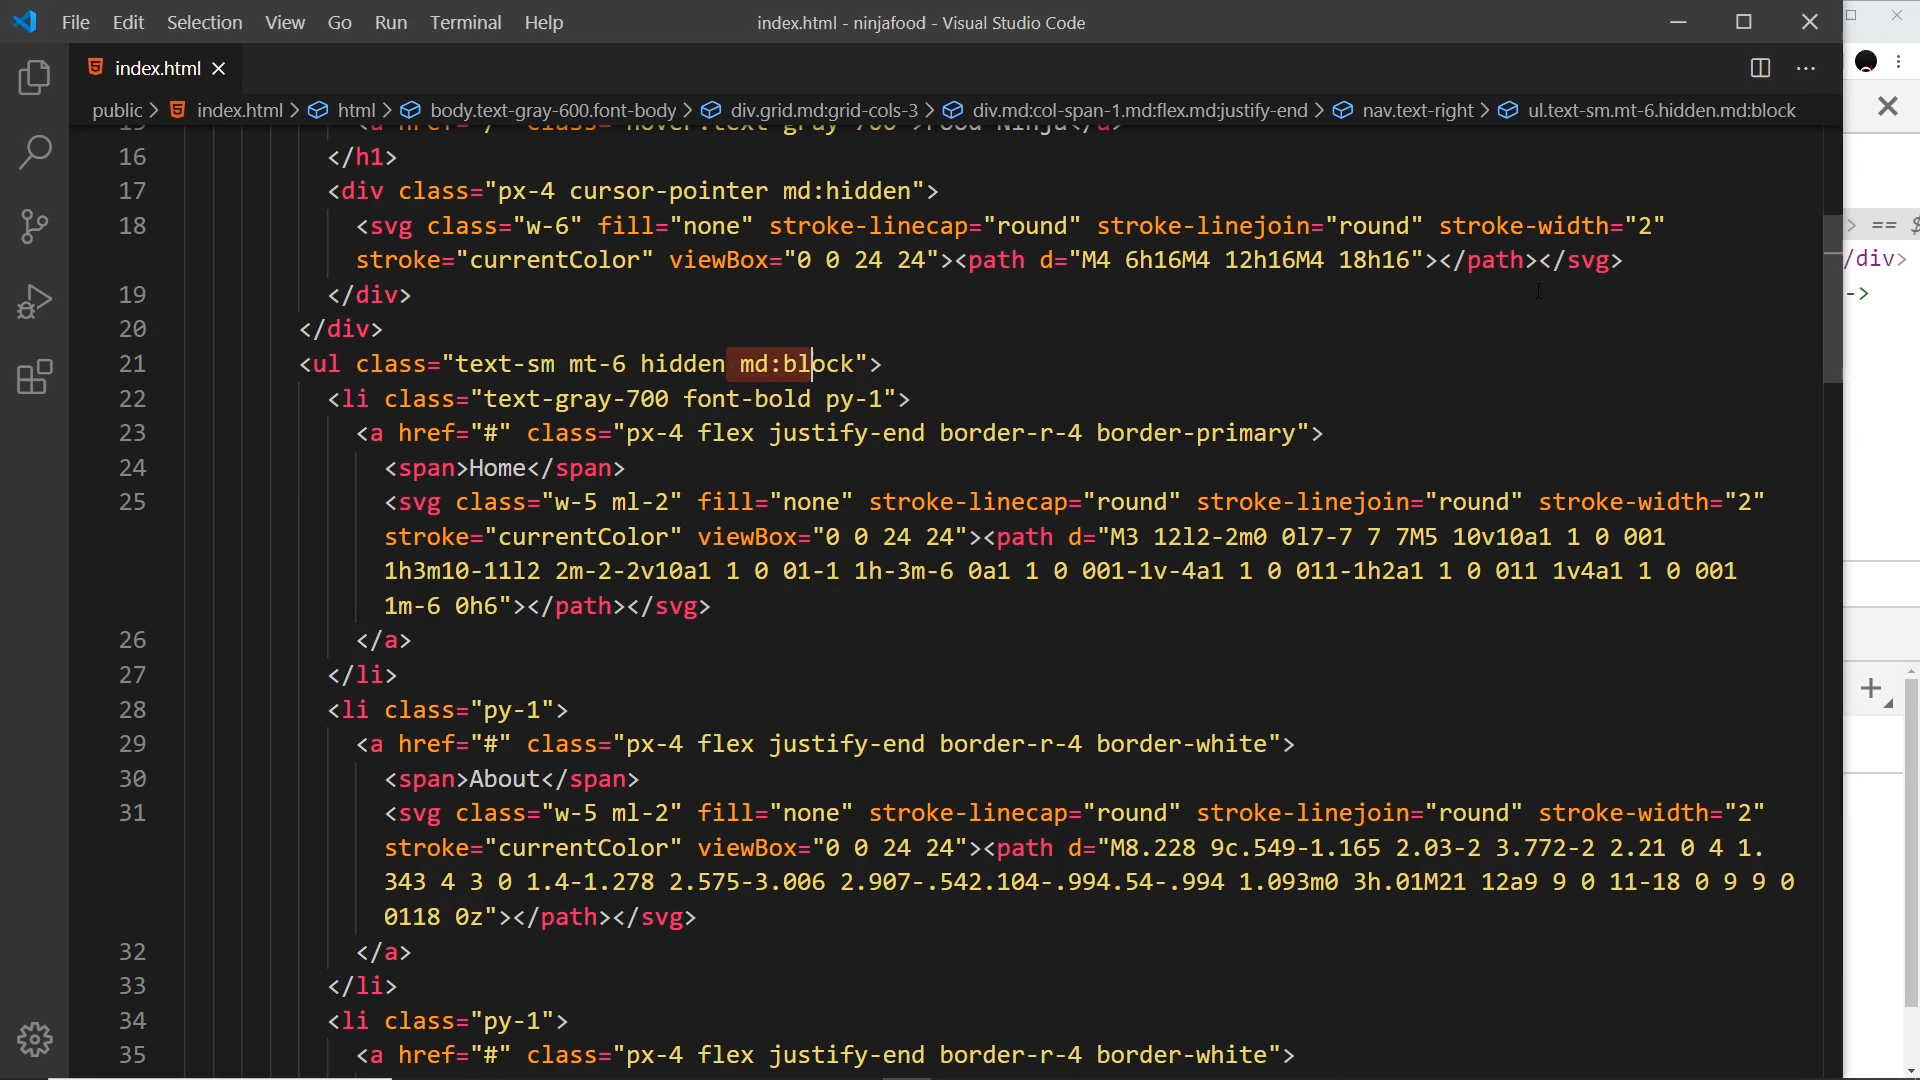 File Edit Selection View Go Run Terminal Help
index.html - ninjafood - Visual Studio Code
index.html
public > index.html > html > body.text-gray-600.font-body > div.grid.md:grid-cols-3 > div.md:col-span-1.md:flex.md:justify-end > nav.text-right > ul.text-sm.mt-6.hidden.md:block
16 </h1>
17 <div class="px-4 cursor-pointer md:hidden">
18 <svg class="w-6" fill="none" stroke-linecap="round" stroke-linejoin="round" stroke-width="2"
stroke="currentColor" viewBox="0 0 24 24"><path d="M4 6h16M4 12h16M4 18h16"></path></svg>
19 </div>
20 </div>
21 <ul class="text-sm mt-6 hidden md:block">
22 <li class="text-gray-700 font-bold py-1">
23 <a href="#" class="px-4 flex justify-end border-r-4 border-primary">
24 <span>Home</span>
25 <svg class="w-5 ml-2" fill="none" stroke-linecap="round" stroke-linejoin="round" stroke-width="2"
stroke="currentColor" viewBox="0 0 24 24"><path d="M3 12l2-2m0 0l7-7 7 7M5 10v10a1 1 0 001
1h3m10-11l2 2m-2-2v10a1 1 0 01-1 1h-3m-6 0a1 1 0 001-1v-4a1 1 0 011-1h2a1 1 0 011 1v4a1 1 0 001
1m-6 0h6"></path></svg>
26 </a>
27 </li>
28 <li class="py-1">
29 <a href="#" class="px-4 flex justify-end border-r-4 border-white">
30 <span>About</span>
31 <svg class="w-5 ml-2" fill="none" stroke-linecap="round" stroke-linejoin="round" stroke-width="2"
stroke="currentColor" viewBox="0 0 24 24"><path d="M8.228 9c.549-1.165 2.03-2 3.772-2 2.21 0 4 1.
343 4 3 0 1.4-1.278 2.575-3.006 2.907-.542.104-.994.54-.994 1.093m0 3h.01M21 12a9 9 0 11-18 0 9 9 0
0118 0z"></path></svg>
32 </a>
33 </li>
34 <li class="py-1">
35 <a href="#" class="px-4 flex justify-end border-r-4 border-white">
> == $
/div>
->